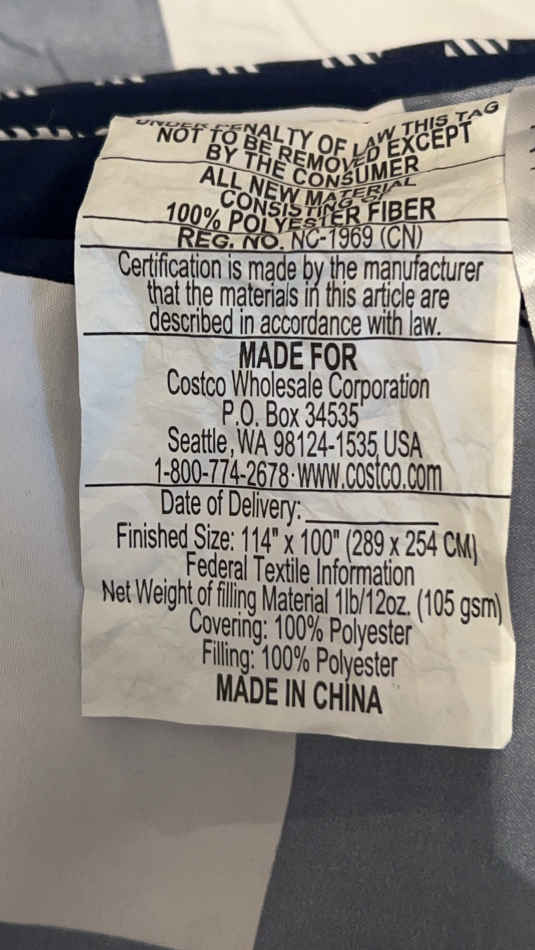 UNDER PENALTY OF LAW THIS TAG
NOT TO BE REMOVED EXCEPT
BY THE CONSUMER
ALL NEW MATERIAL
CONSISTING OF
100% POLYESTER FIBER
REG. NO. NC-1969 (CN)
Certification is made by the manufacturer
that the materials in this article are
described in accordance with law.
MADE FOR
Costco Wholesale Corporation
P.O. Box 34535
Seattle, WA 98124-1535 USA
1-800-774-2678·www.costco.com
Date of Delivery:
Finished Size: 114" x 100" (289 x 254 CM)
Federal Textile Information
Net Weight of filling Material 1lb/12oz. (105 gsm)
Covering: 100% Polyester
Filling: 100% Polyester
MADE IN CHINA